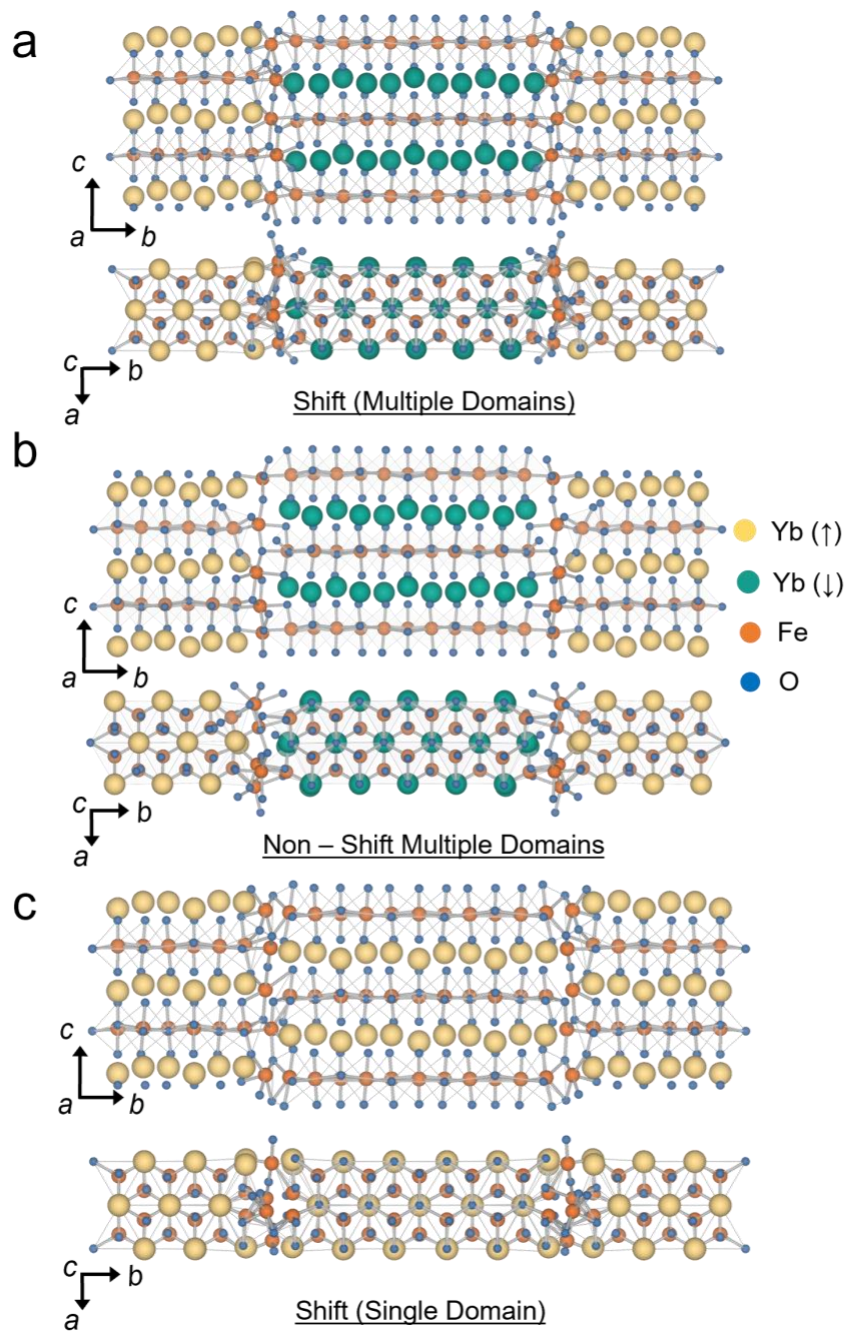 a
c
a b
c b
a
Shift (Multiple Domains)
b
Yb (↑)
Yb (↓)
Fe
O
c
a b
c b
a
Non – Shift Multiple Domains
c
c
a b
c b
a
Shift (Single Domain)